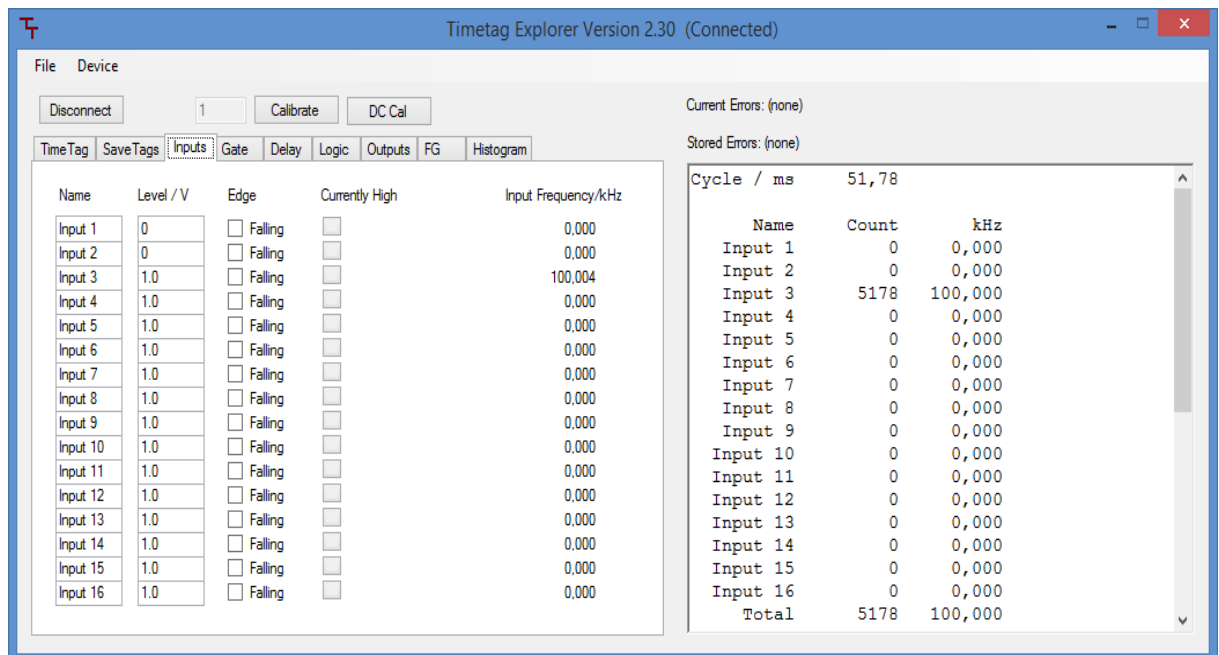 Timetag Explorer Version 2.30 (Connected)
File Device
Disconnect 1 Calibrate DC Cal
TimeTag SaveTags Inputs Gate Delay Logic Outputs FG Histogram
Name Level / V Edge Currently High Input Frequency/kHz
Input 1 0 Falling 0,000
Input 2 0 Falling 0,000
Input 3 1.0 Falling 100,004
Input 4 1.0 Falling 0,000
Input 5 1.0 Falling 0,000
Input 6 1.0 Falling 0,000
Input 7 1.0 Falling 0,000
Input 8 1.0 Falling 0,000
Input 9 1.0 Falling 0,000
Input 10 1.0 Falling 0,000
Input 11 1.0 Falling 0,000
Input 12 1.0 Falling 0,000
Input 13 1.0 Falling 0,000
Input 14 1.0 Falling 0,000
Input 15 1.0 Falling 0,000
Input 16 1.0 Falling 0,000
Current Errors: (none)
Stored Errors: (none)
Cycle / ms 51,78
Name Count kHz
Input 1 0 0,000
Input 2 0 0,000
Input 3 5178 100,000
Input 4 0 0,000
Input 5 0 0,000
Input 6 0 0,000
Input 7 0 0,000
Input 8 0 0,000
Input 9 0 0,000
Input 10 0 0,000
Input 11 0 0,000
Input 12 0 0,000
Input 13 0 0,000
Input 14 0 0,000
Input 15 0 0,000
Input 16 0 0,000
Total 5178 100,000